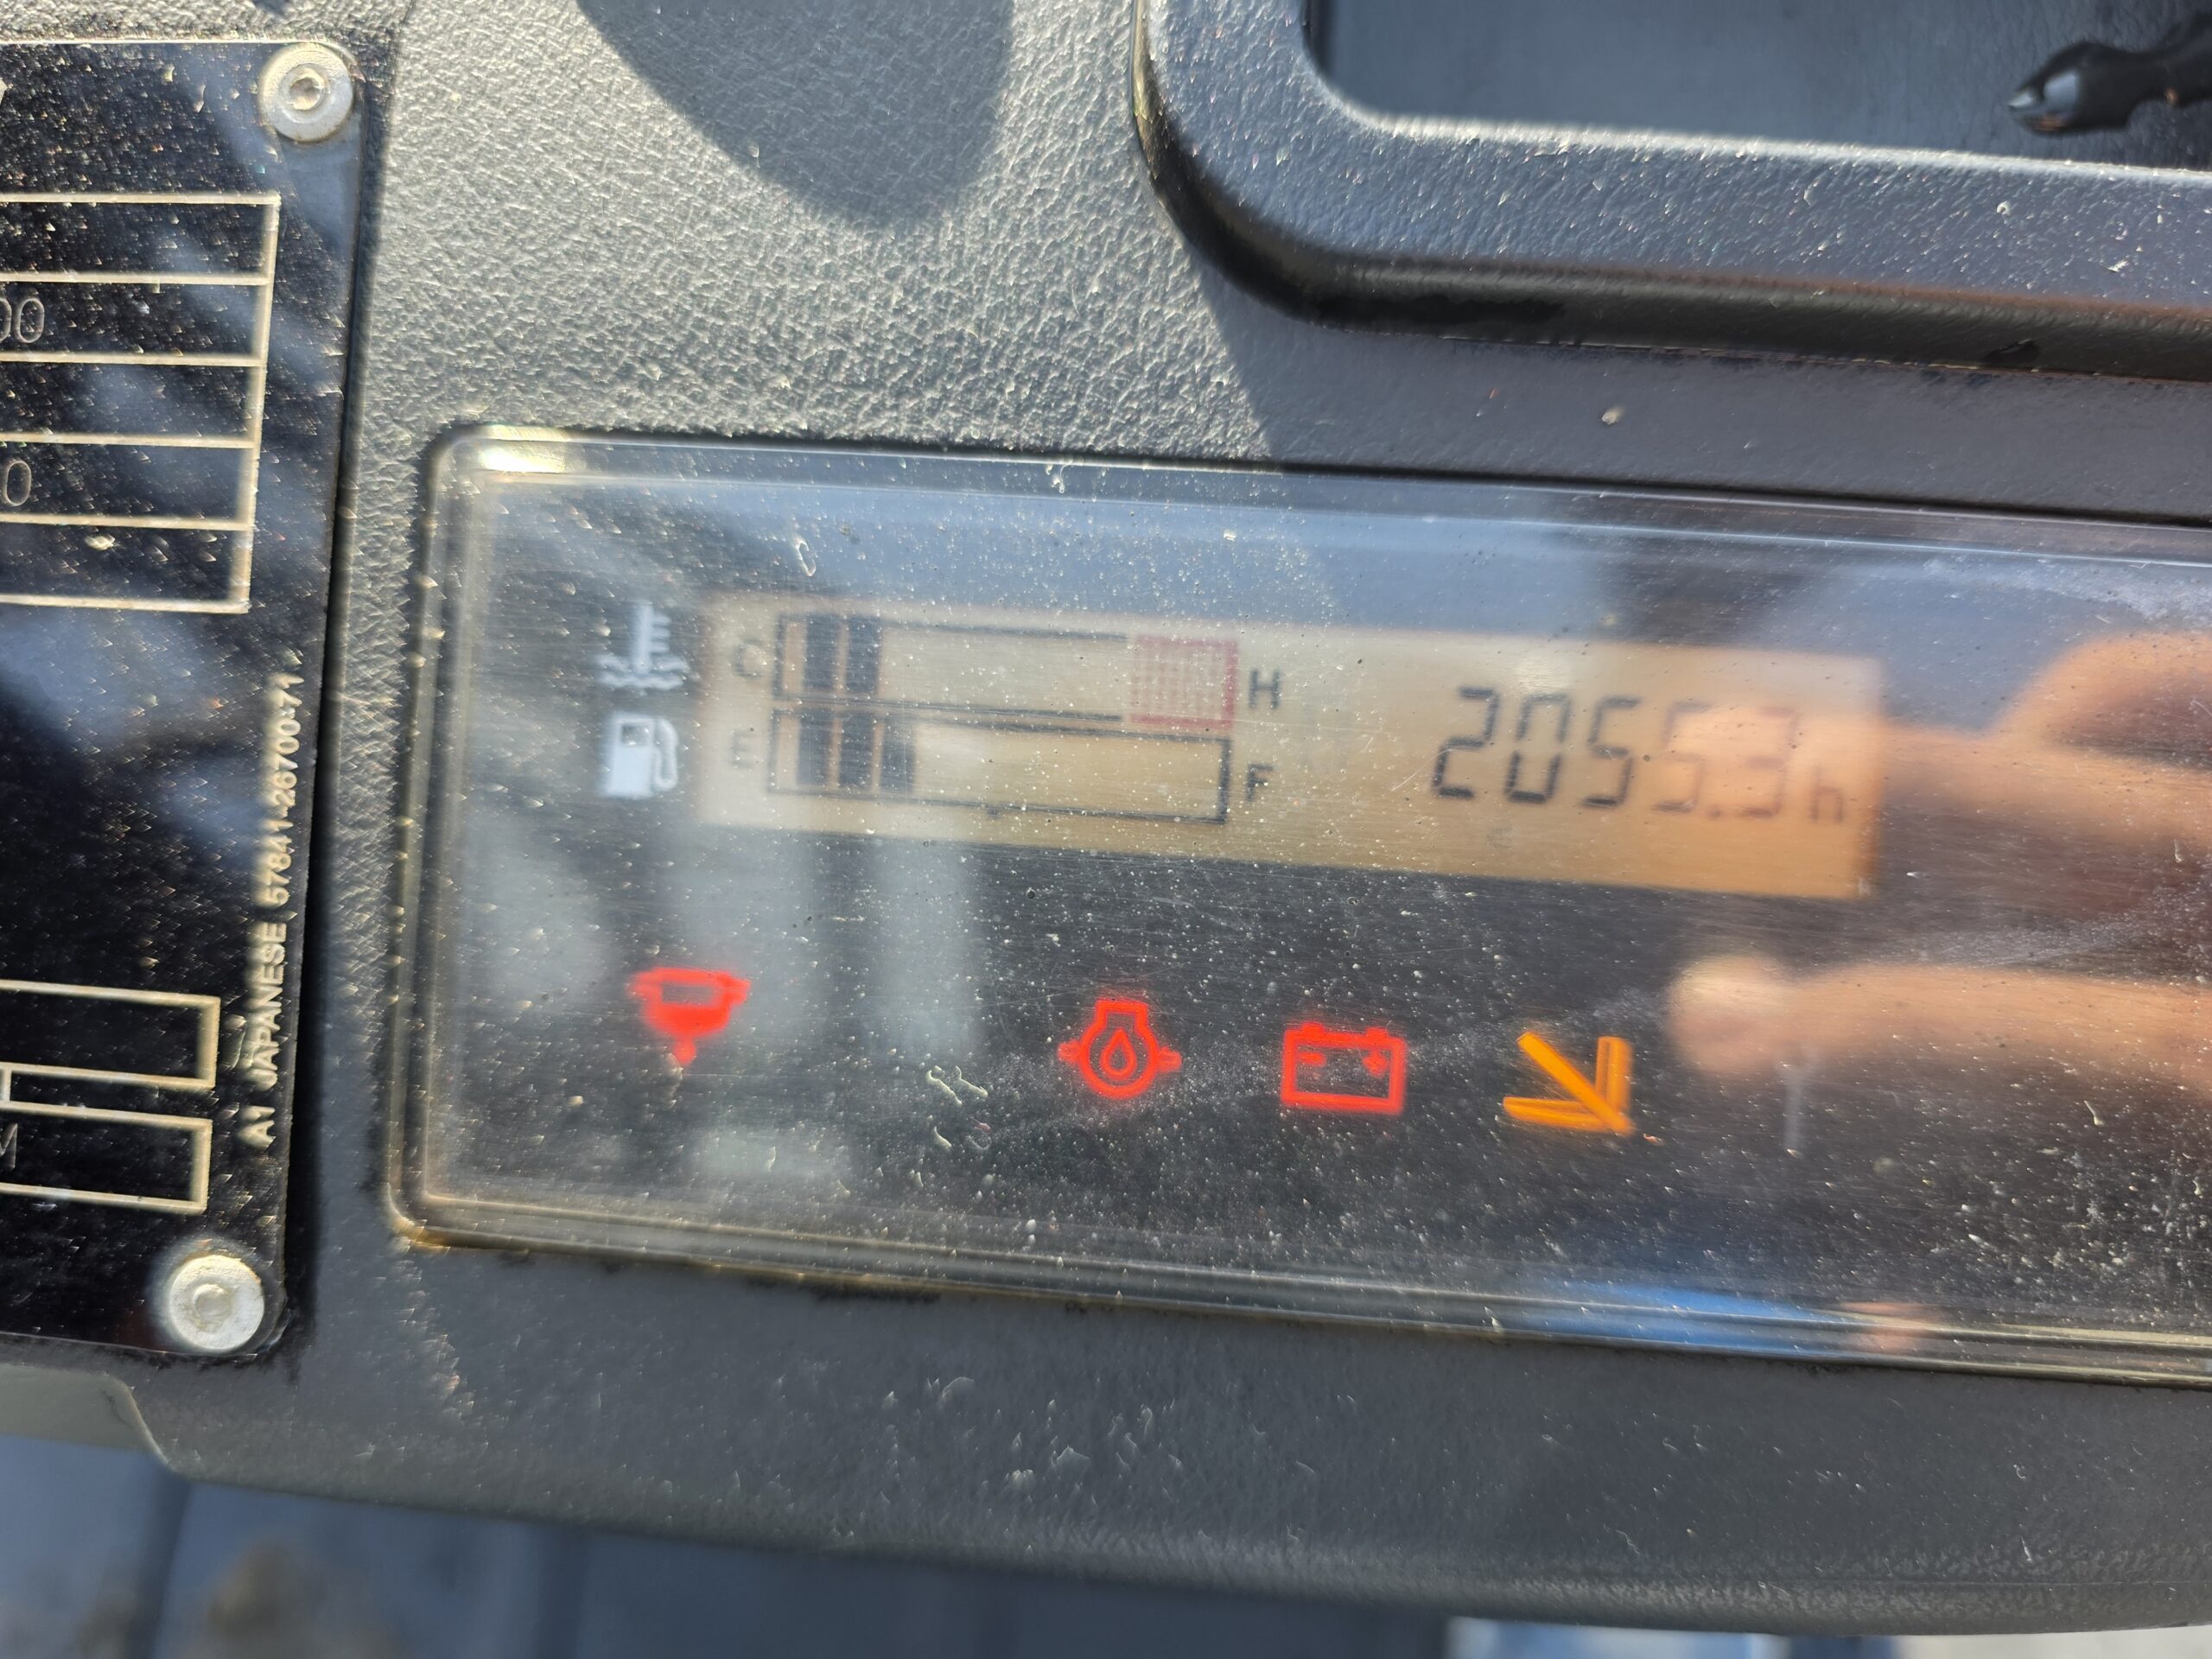 00
0
M
A1 JAPANESE 57841-26700-71
C H
E F
2055.3h